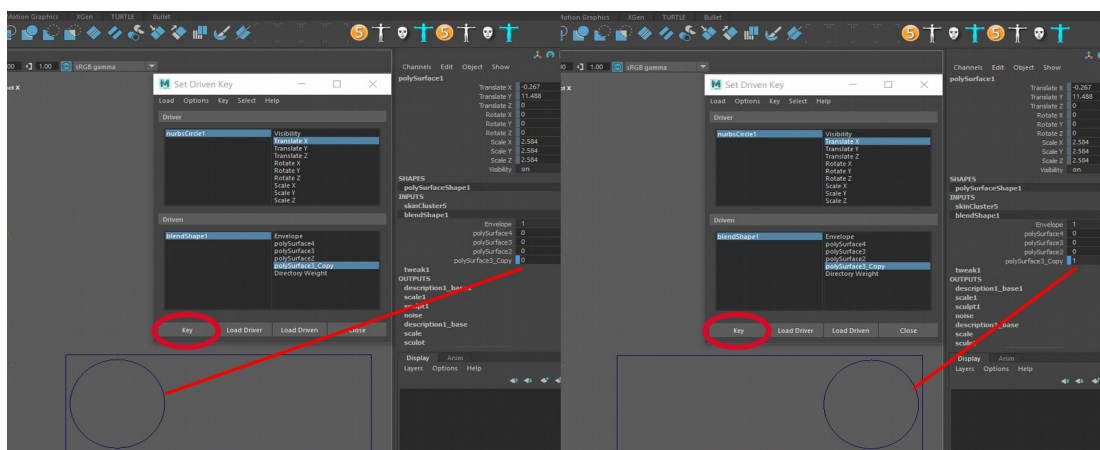 Motion Graphics XGen TURTLE Bullet
5 5
00 1.00 sRGB gamma
ct X
Set Driven Key
Load Options Key Select Help
Driver
nurbsCircle1
Visibility
Translate X
Translate Y
Translate Z
Rotate X
Rotate Y
Rotate Z
Scale X
Scale Y
Scale Z
Driven
blendShape1
Envelope
polySurface4
polySurface3
polySurface2
polySurface3_Copy
Directory Weight
Key Load Driver Load Driven Close
Channels Edit Object Show
polySurface1
Translate X -0.267
Translate Y 11.488
Translate Z 0
Rotate X 0
Rotate Y 0
Rotate Z 0
Scale X 2.584
Scale Y 2.584
Scale Z 2.584
Visibility on
SHAPES
polySurfaceShape1
INPUTS
skinCluster5
blendShape1
Envelope 1
polySurface4 0
polySurface3 0
polySurface2 0
polySurface3_Copy 0
tweak1
OUTPUTS
description1_base1
scale1
sculpt1
noise
description1_base
scale
sculpt
Display Anim
Layers Options Help
Motion Graphics XGen TURTLE Bullet
5 5
00 1.00 sRGB gamma
ct X
Set Driven Key
Load Options Key Select Help
Driver
nurbsCircle1
Visibility
Translate X
Translate Y
Translate Z
Rotate X
Rotate Y
Rotate Z
Scale X
Scale Y
Scale Z
Driven
blendShape1
Envelope
polySurface4
polySurface3
polySurface2
polySurface3_Copy
Directory Weight
Key Load Driver Load Driven Close
Channels Edit Object Show
polySurface1
Translate X -0.267
Translate Y 11.488
Translate Z 0
Rotate X 0
Rotate Y 0
Rotate Z 0
Scale X 2.584
Scale Y 2.584
Scale Z 2.584
Visibility on
SHAPES
polySurfaceShape1
INPUTS
skinCluster5
blendShape1
Envelope 1
polySurface4 0
polySurface3 0
polySurface2 0
polySurface3_Copy 1
tweak1
OUTPUTS
description1_base1
scale1
sculpt1
noise
description1_base
scale
sculpt
Display Anim
Layers Options Help